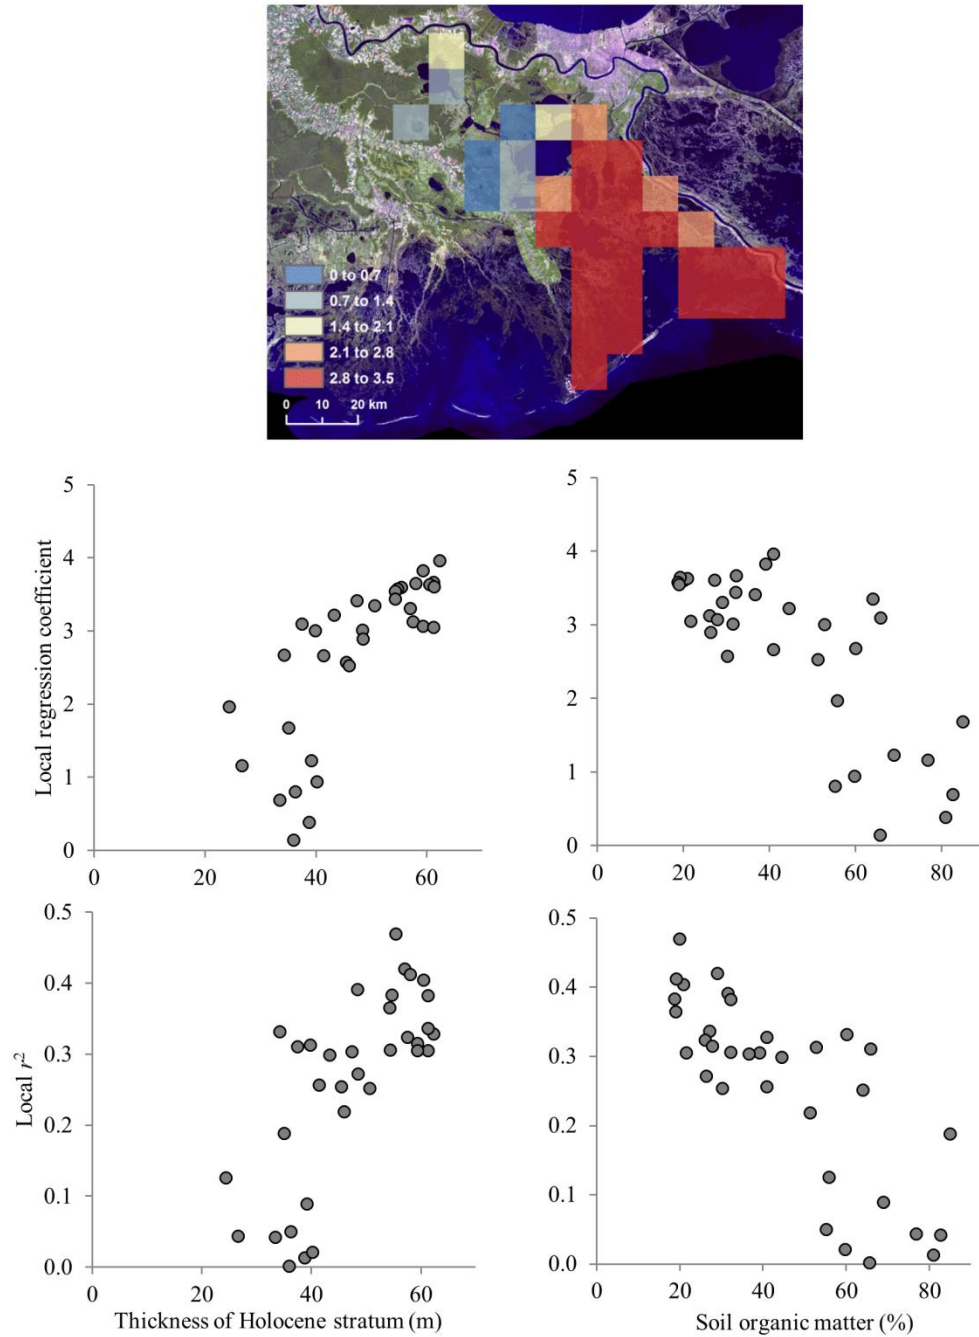 0 to 0.7
0.7 to 1.4
1.4 to 2.1
2.1 to 2.8
2.8 to 3.5
0 10 20 km
5
4
3
2
1
0
0 20 40 60
Local regression coefficient
5
4
3
2
1
0
0 20 40 60 80
0.5
0.4
0.3
0.2
0.1
0.0
0 20 40 60
Local r²
Thickness of Holocene stratum (m)
0.5
0.4
0.3
0.2
0.1
0.0
0 20 40 60 80
Soil organic matter (%)